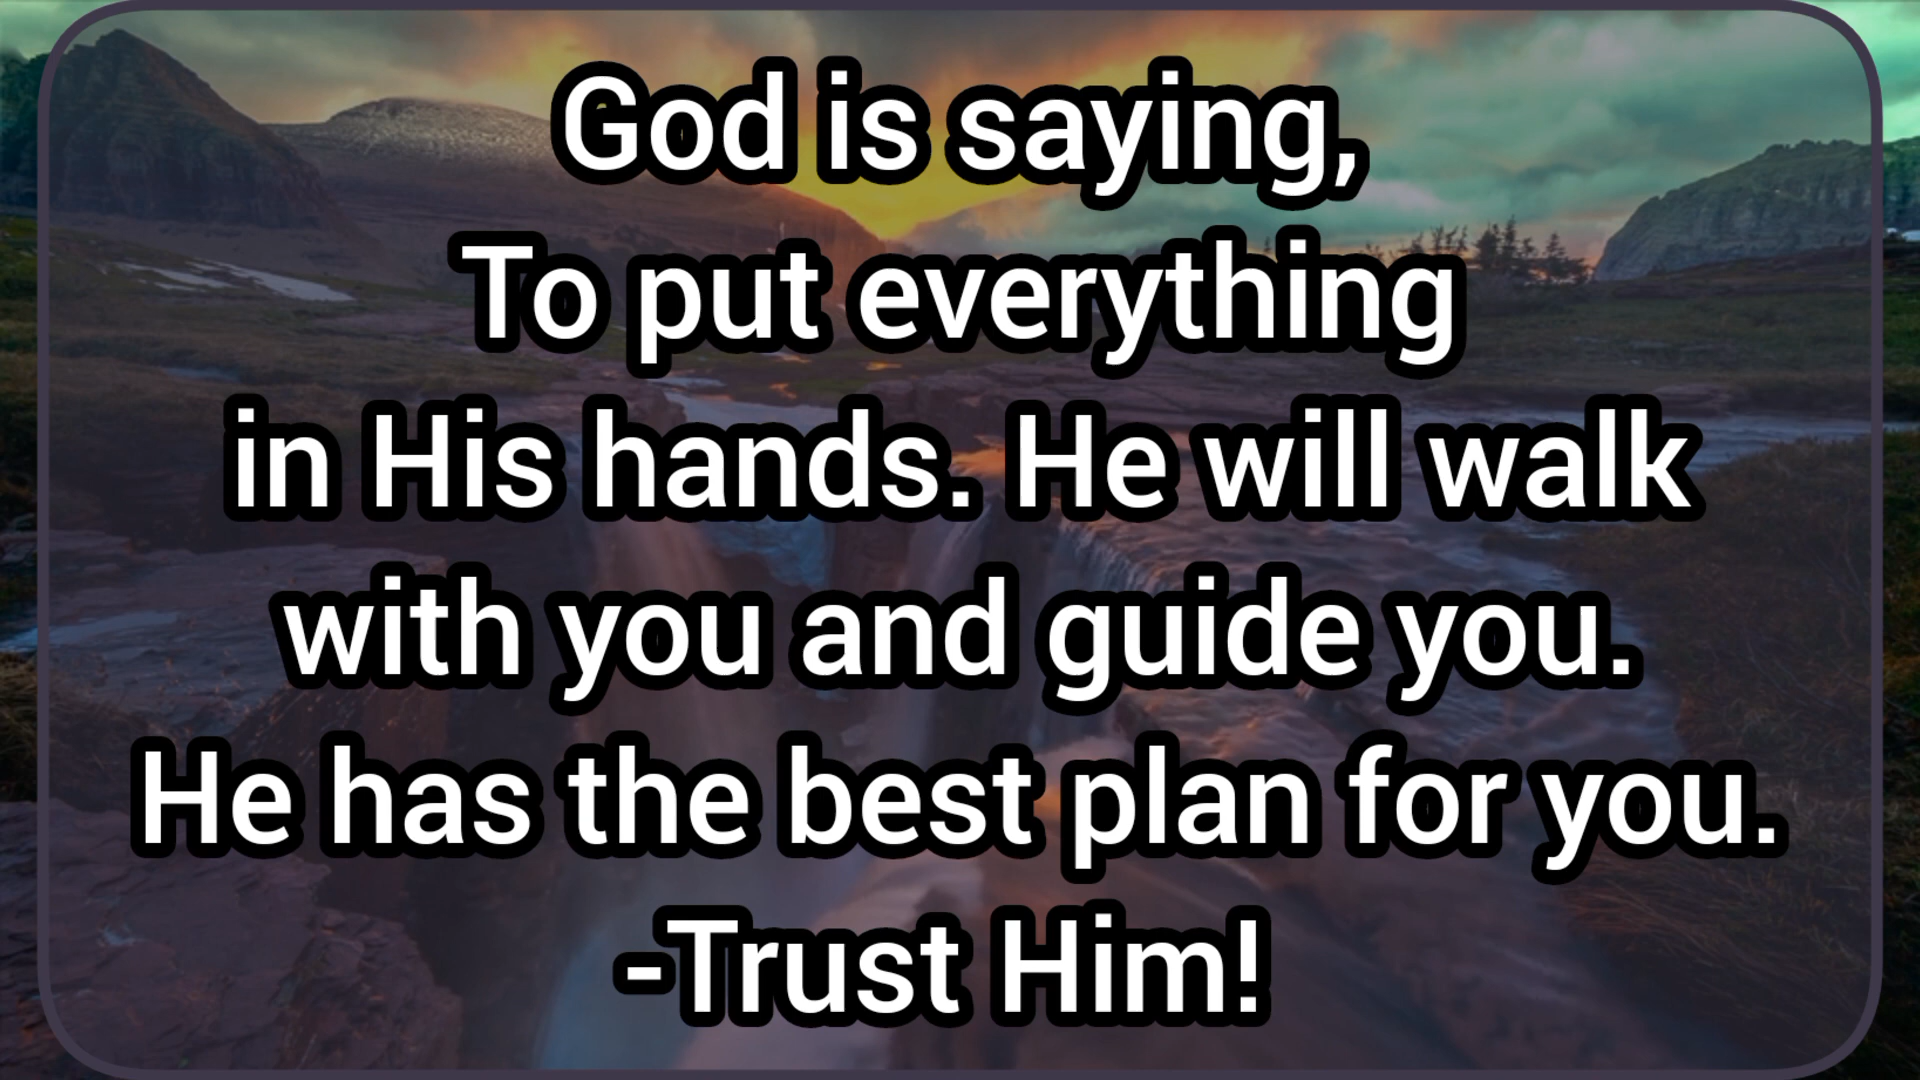 God is saying,
To put everything
in His hands. He will walk
with you and guide you.
He has the best plan for you.
-Trust Him!